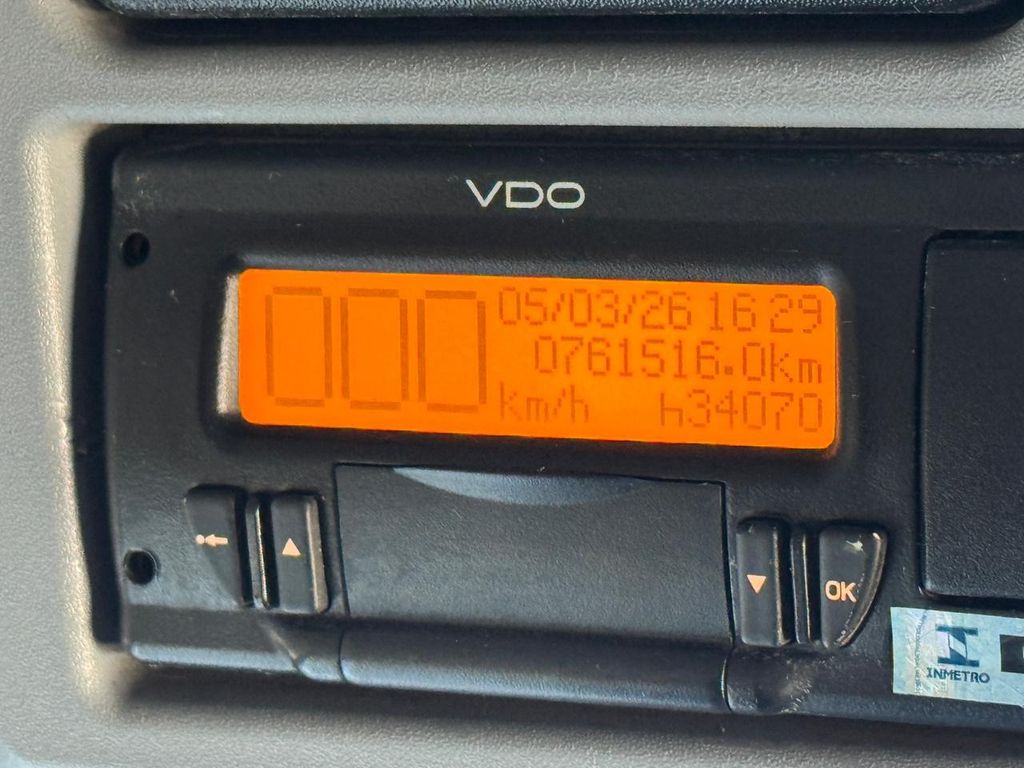 VDO
000 05/03/26 16 29
0761516.0km
km/h h34070
OK
INMETRO